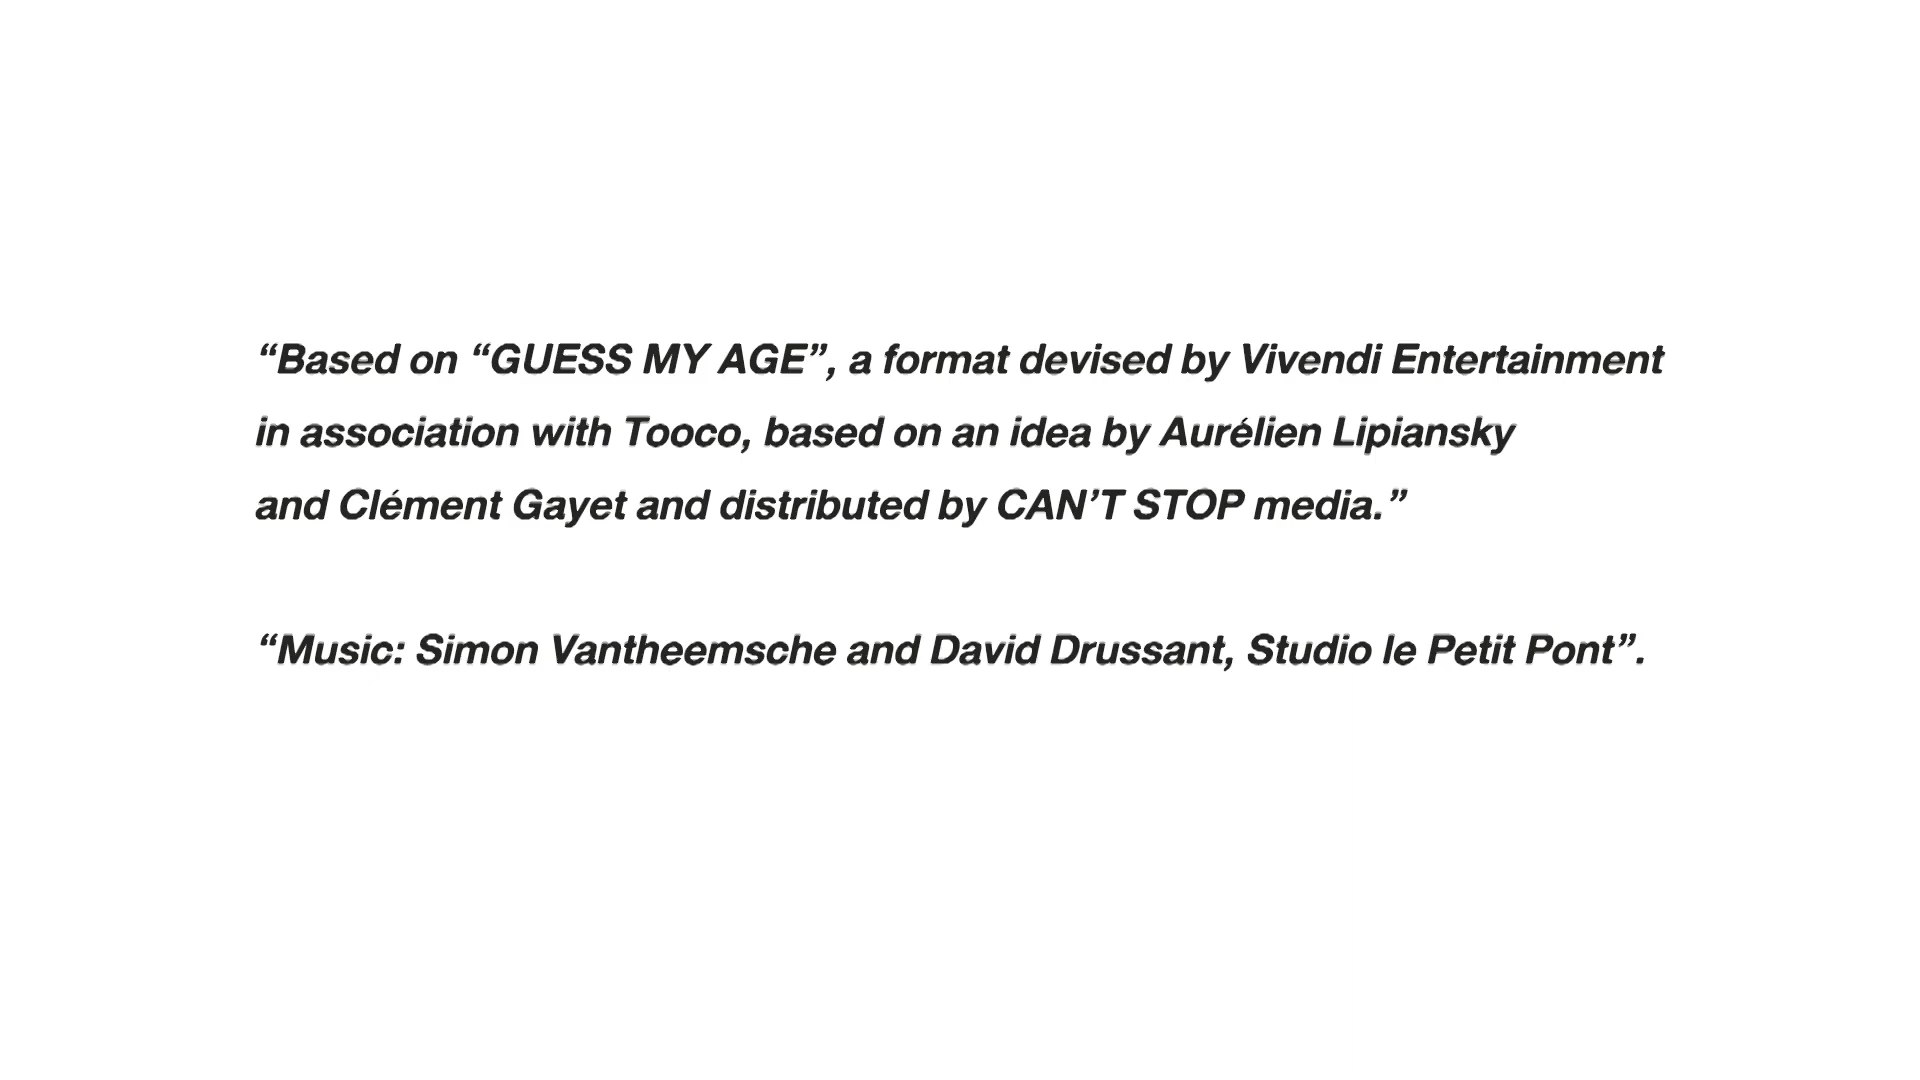 “Based on “GUESS MY AGE”, a format devised by Vivendi Entertainment
in association with Tooco, based on an idea by Aurélien Lipiansky
and Clément Gayet and distributed by CAN’T STOP media.”
“Music: Simon Vantheemsche and David Drussant, Studio le Petit Pont”.